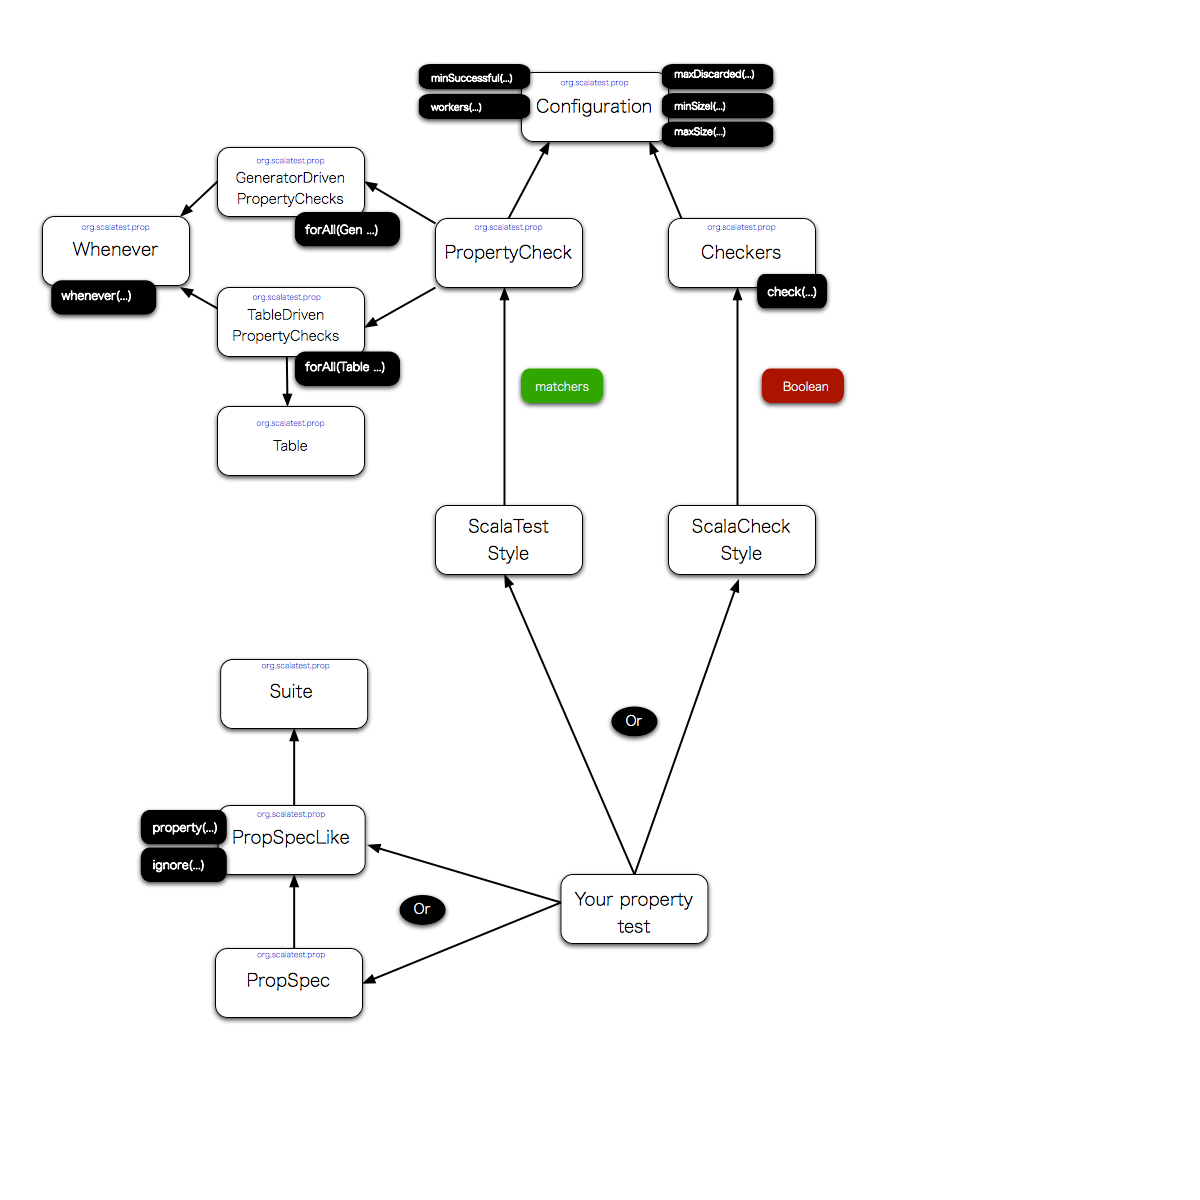 minSuccessful(...)
workers(...)
org.scalatest.prop
Configuration
maxDiscarded(...)
minSizel(...)
maxSize(...)
org.scalatest.prop
GeneratorDriven
PropertyChecks
forAll(Gen ...)
org.scalatest.prop
Whenever
whenever(...)
org.scalatest.prop
PropertyCheck
org.scalatest.prop
Checkers
check(...)
org.scalatest.prop
TableDriven
PropertyChecks
forAll(Table ...)
org.scalatest.prop
Table
matchers
Boolean
ScalaTest
Style
ScalaCheck
Style
org.scalatest.prop
Suite
Or
property(...)
ignore(...)
org.scalatest.prop
PropSpecLike
Or
Your property
test
org.scalatest.prop
PropSpec